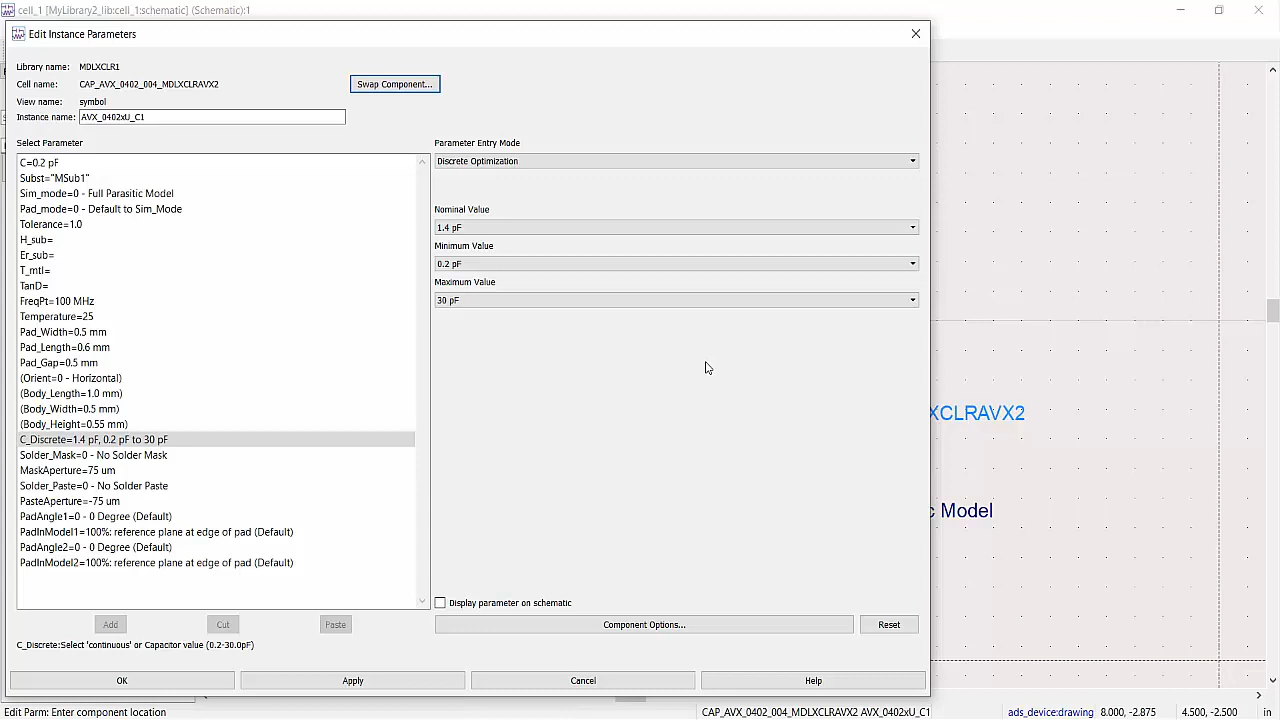 cell_1 [MyLibrary2_lib:cell_1:schematic] (Schematic):1
Edit Instance Parameters
Library name: MDLXCLR1
Cell name: CAP_AVX_0402_004_MDLXCLRAVX2
Swap Component...
View name: symbol
Instance name: AVX_0402xU_C1
Select Parameter
C=0.2 pF
Subst="MSub1"
Sim_mode=0 - Full Parasitic Model
Pad_mode=0 - Default to Sim_Mode
Tolerance=1.0
H_sub=
Er_sub=
T_mtl=
TanD=
FreqPt=100 MHz
Temperature=25
Pad_Width=0.5 mm
Pad_Length=0.6 mm
Pad_Gap=0.5 mm
(Orient=0 - Horizontal)
(Body_Length=1.0 mm)
(Body_Width=0.5 mm)
(Body_Height=0.55 mm)
C_Discrete=1.4 pF, 0.2 pF to 30 pF
Solder_Mask=0 - No Solder Mask
MaskAperture=75 um
Solder_Paste=0 - No Solder Paste
PasteAperture=-75 um
PadAngle1=0 - 0 Degree (Default)
PadInModel1=100%: reference plane at edge of pad (Default)
PadAngle2=0 - 0 Degree (Default)
PadInModel2=100%: reference plane at edge of pad (Default)
Add
Cut
Paste
C_Discrete:Select 'continuous' or Capacitor value (0.2-30.0pF)
Parameter Entry Mode
Discrete Optimization
Nominal Value
1.4 pF
Minimum Value
0.2 pF
Maximum Value
30 pF
Display parameter on schematic
Component Options...
Reset
OK
Apply
Cancel
Help
XCLRAVX2
c Model
Edit Parm: Enter component location
CAP_AVX_0402_004_MDLXCLRAVX2 AVX_0402xU_C1
ads_device:drawing
8.000, -2.875
4.500, -2.500
in